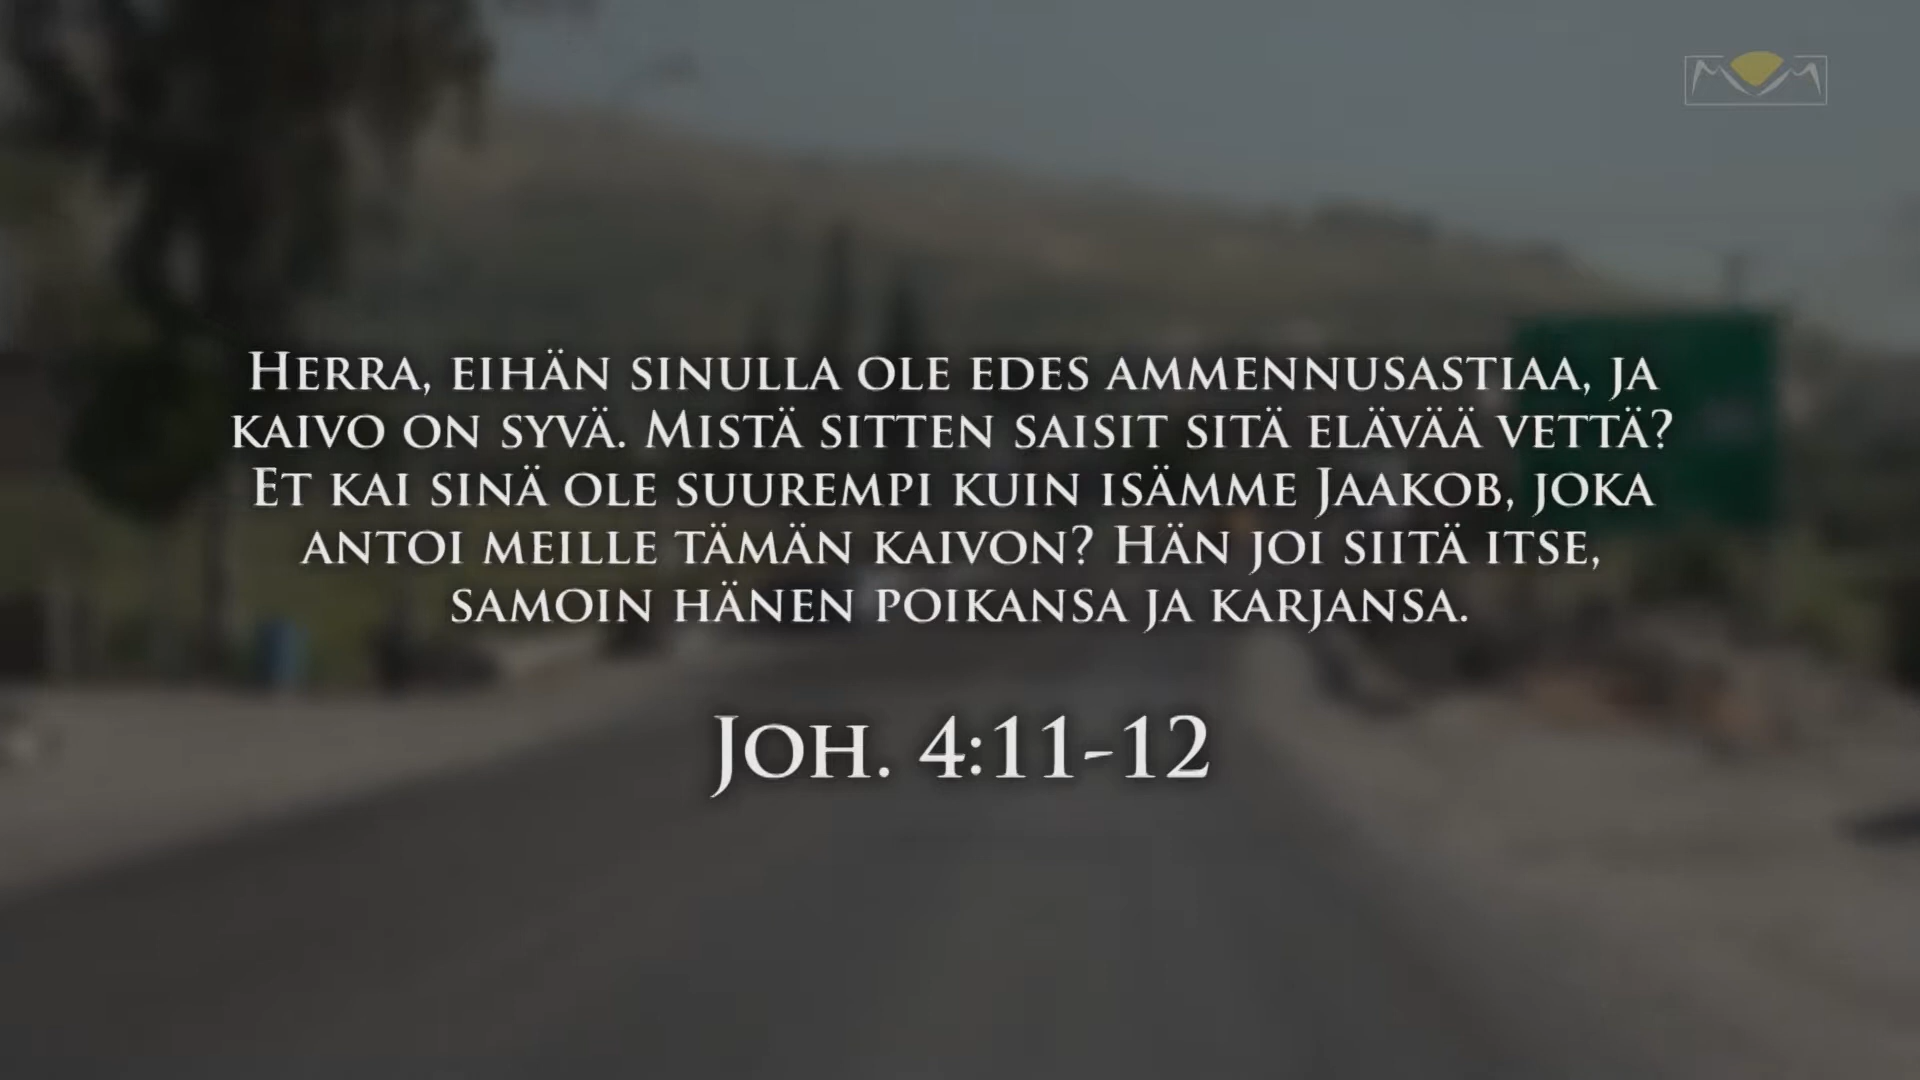 Herra, eihän sinulla ole edes ammennusastiaa, ja
kaivo on syvä. Mistä sitten saisit sitä elävää vettä?
Et kai sinä ole suurempi kuin isämme Jaakob, joka
antoi meille tämän kaivon? Hän joi siitä itse,
samoin hänen poikansa ja karjansa.
Joh. 4:11-12